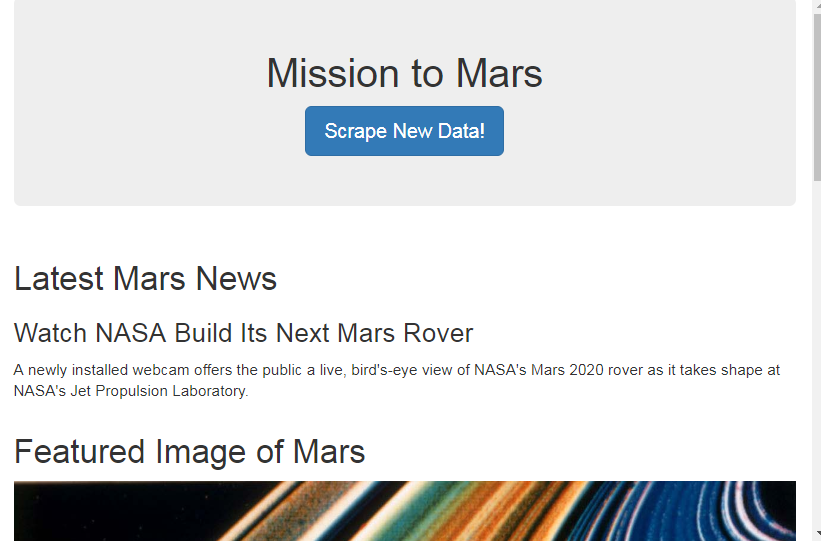 Mission to Mars
Scrape New Data!
Latest Mars News
Watch NASA Build Its Next Mars Rover
A newly installed webcam offers the public a live, bird's-eye view of NASA's Mars 2020 rover as it takes shape at
NASA's Jet Propulsion Laboratory.
Featured Image of Mars